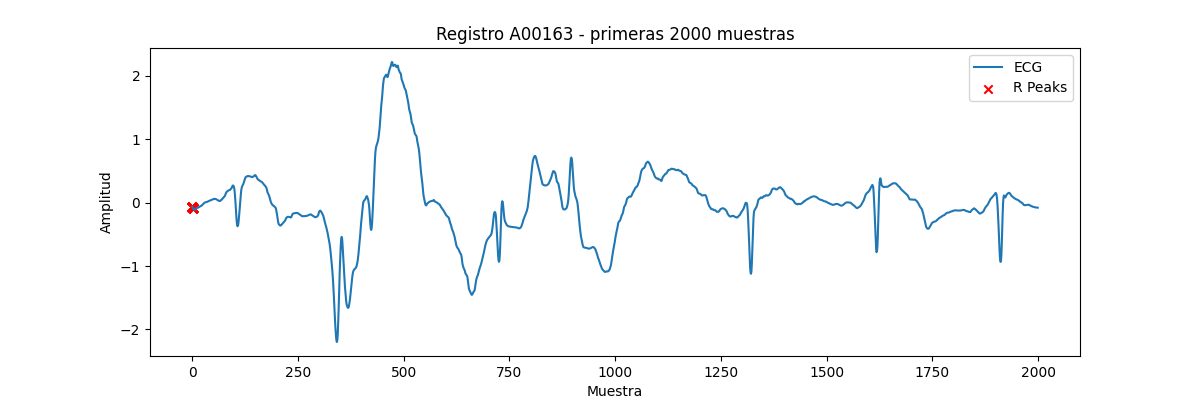 Registro A00163 - primeras 2000 muestras
ECG
R Peaks
Amplitud
2
1
0
−1
−2
0 250 500 750 1000 1250 1500 1750 2000
Muestra